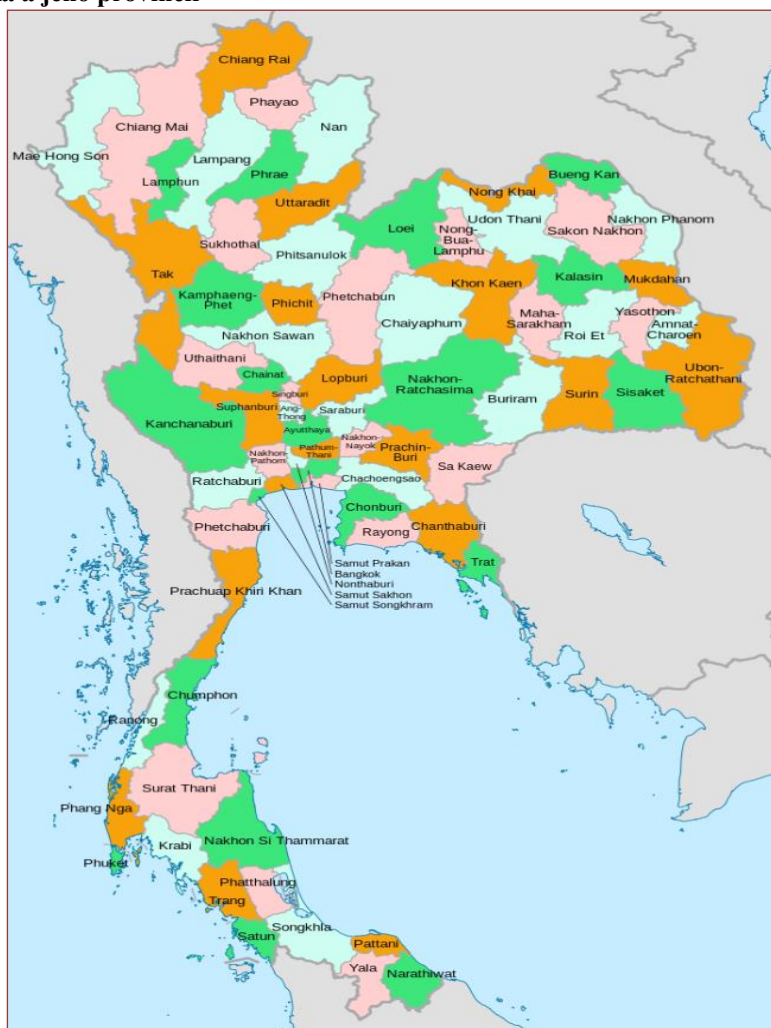 a a jeho provincií
Chiang Rai
Phayao
Nan
Chiang Mai
Mae Hong Son
Lampang
Lamphun
Phrae
Uttaradit
Bueng Kan
Nong Khai
Loei
Udon Thani
Nakhon Phanom
Nong-
Bua-
Lamphu
Sakon Nakhon
Sukhothai
Phitsanulok
Tak
Khon Kaen
Kalasin
Mukdahan
Kamphaeng-
Phet
Phichit
Phetchabun
Chaiyaphum
Maha-
Sarakham
Roi Et
Yasothon
Amnat-
Charoen
Nakhon Sawan
Uthaithani
Chainat
Lopburi
Nakhon-
Ratchasima
Buriram
Surin
Sisaket
Ubon-
Ratchathani
Singburi
Suphanburi
Ang-
Thong
Saraburi
Kanchanaburi
Ayutthaya
Nakhon-
Nayok
Pathum-
Thani
Prachin-
Buri
Nakhon-
Pathom
Sa Kaew
Ratchaburi
Chachoengsao
Chonburi
Phetchaburi
Rayong
Chanthaburi
Trat
Samut Prakan
Bangkok
Nonthaburi
Samut Sakhon
Samut Songkhram
Prachuap Khiri Khan
Chumphon
Ranong
Surat Thani
Phang Nga
Krabi
Nakhon Si Thammarat
Phuket
Phatthalung
Trang
Songkhla
Satun
Pattani
Yala
Narathiwat